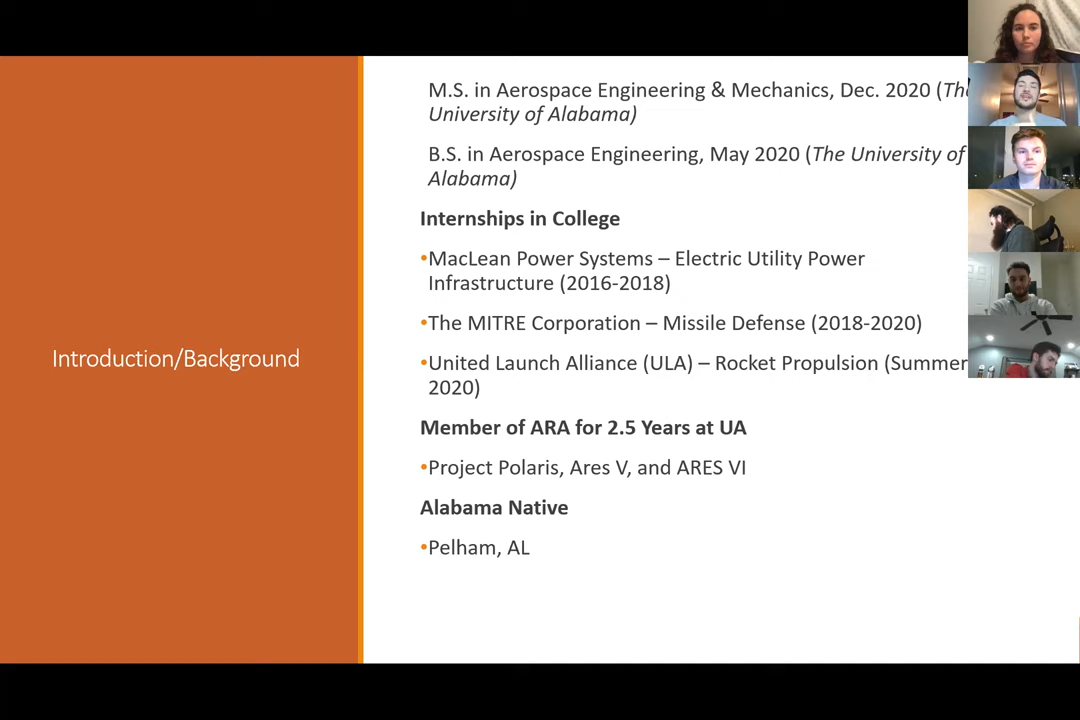 M.S. in Aerospace Engineering & Mechanics, Dec. 2020 (
University of Alabama)
B.S. in Aerospace Engineering, May 2020 (The University of
Alabama)
Internships in College
•MacLean Power Systems – Electric Utility Power
Infrastructure (2016-2018)
•The MITRE Corporation – Missile Defense (2018-2020)
Introduction/Background
•United Launch Alliance (ULA) – Rocket Propulsion (Summer
2020)
Member of ARA for 2.5 Years at UA
•Project Polaris, Ares V, and ARES VI
Alabama Native
•Pelham, AL